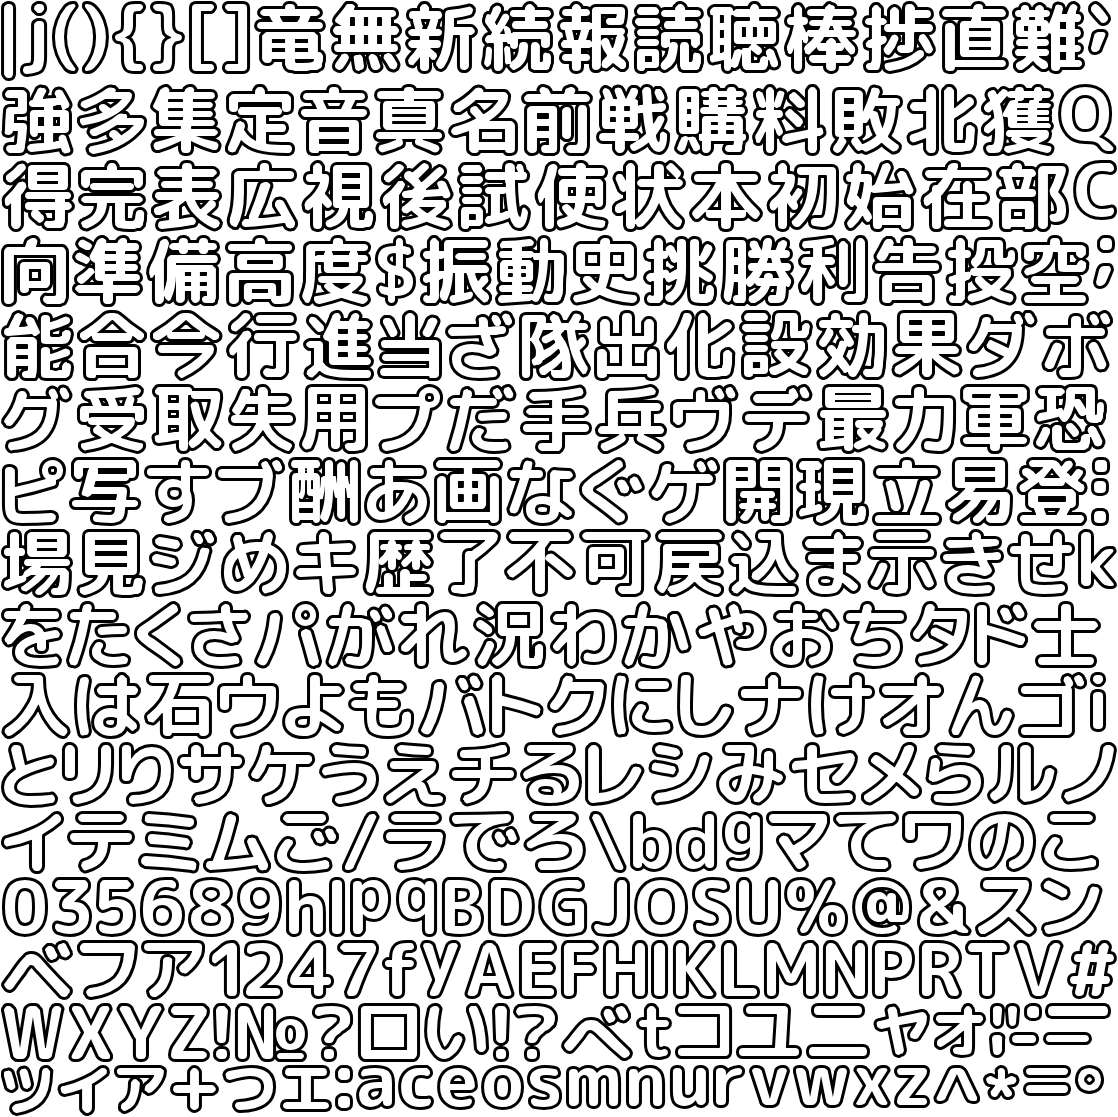 |j(){}[]竜無新続報読聴棒捗直難
強多集定音真名前戦購料敗北獲Q
得完表広視後試使状本初始在部C
向準備高度$振動史挑勝利告投空
能合今行進当ざ隊出化設効果ダボ
グ受取失用プだ手兵ヴデ最力軍恐
ピ写すブ酬あ画なぐゲ開現立易登
場見ジめキ歴了不可戻込ま示きせk
をたくさパがれ況わかやおちタド士
入は石ウよもバトクにしナけオんゴi
とリりサケうえチるレシみセメらルノ
イテミムご/ラでろ\bdgマてワのこ
035689hlpqBDGJOSU%@&スン
ベフア1247fyAEFHIKLMNPRTV#
WXYZ!№?ロい!?べtコユニャォ
ツィァ+っエ:aceosmnurvwxzへ*=°